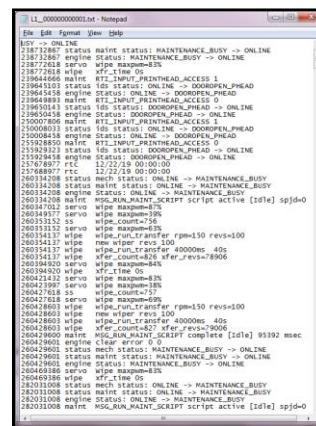 L1__000000000001.txt - Notepad
File Edit Format View Help
USY -> ONLINE
238732867 status maint status: MAINTENANCE_BUSY -> ONLINE
238732867 engine Status: MAINTENANCE_BUSY -> ONLINE
238772618 servo wipe maxpwm=83%
238772618 wipe xfr_time 0s
239644666 maint RTI_INPUT_PRINTHEAD_ACCESS 1
239645103 status ids status: ONLINE -> DOOROPEN_PHEAD
239645458 engine Status: ONLINE -> DOOROPEN_PHEAD
239649893 maint RTI_INPUT_PRINTHEAD_ACCESS 0
239650143 status ids status: DOOROPEN_PHEAD -> ONLINE
239650458 engine Status: DOOROPEN_PHEAD -> ONLINE
250007806 maint RTI_INPUT_PRINTHEAD_ACCESS 1
250008033 status ids status: ONLINE -> DOOROPEN_PHEAD
250008458 engine Status: ONLINE -> DOOROPEN_PHEAD
255928850 maint RTI_INPUT_PRINTHEAD_ACCESS 0
255929323 status ids status: DOOROPEN_PHEAD -> ONLINE
255929458 engine Status: DOOROPEN_PHEAD -> ONLINE
257678977 rtc 12/22/19 00:00:00
257688977 rtc 12/22/19 00:00:00
260334208 status mech status: ONLINE -> MAINTENANCE_BUSY
260334208 status maint status: ONLINE -> MAINTENANCE_BUSY
260334208 engine Status: ONLINE -> MAINTENANCE_BUSY
260334208 maint MSG_RUN_MAINT_SCRIPT script active [Idle] spjd=0
260347012 servo wipe maxpwm=87%
260349577 servo wipe maxpwm=39%
260353152 ss wipe_count=756
260353152 servo wipe maxpwm=63%
260354137 wipe wipe_run_transfer rpm=150 revs=100
260354137 wipe new wiper revs 100
260354137 wipe wipe_run_transfer 40000ms 40s
260354137 wipe xfer_count=826 xfer_revs=78906
260394920 servo wipe maxpwm=84%
260394920 wipe xfr_time 0s
260421432 servo wipe maxpwm=83%
260423997 servo wipe maxpwm=38%
260427618 ss wipe_count=757
260427618 servo wipe maxpwm=69%
260428603 wipe wipe_run_transfer rpm=150 revs=100
260428603 wipe new wiper revs 100
260428603 wipe wipe_run_transfer 40000ms 40s
260428603 wipe xfer_count=827 xfer_revs=79006
260429600 maint MSG_RUN_MAINT_SCRIPT complete [Idle] 95392 msec
260429601 engine clear error 0 0
260429601 status mech status: MAINTENANCE_BUSY -> ONLINE
260429601 status maint status: MAINTENANCE_BUSY -> ONLINE
260429601 engine Status: MAINTENANCE_BUSY -> ONLINE
260469386 servo wipe maxpwm=83%
260469386 wipe xfr_time 0s
282031008 status mech status: ONLINE -> MAINTENANCE_BUSY
282031008 status maint status: ONLINE -> MAINTENANCE_BUSY
282031008 engine Status: ONLINE -> MAINTENANCE_BUSY
282031008 maint MSG_RUN_MAINT_SCRIPT script active [Idle] spjd=0